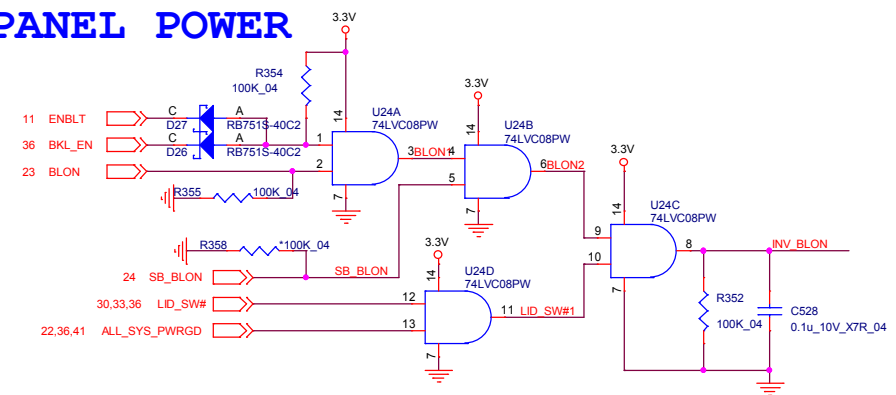 PANEL POWER
3.3V
R354
100K_04
3.3V
14
U24A
74LVC08PW
14
U24B
74LVC08PW
11 ENBLT
C
A
D27
RB751S-40C2
36 BKL_EN
C
A
D26
RB751S-40C2
1
2
3
BLON1
4
5
6
BLON2
3.3V
23 BLON
R355
100K_04
7
7
14
U24C
74LVC08PW
R358
*100K_04
3.3V
9
10
8
INV_BLON
24 SB_BLON
SB_BLON
14
U24D
74LVC08PW
30,33,36 LID_SW#
12
22,36,41 ALL_SYS_PWRGD
13
11
LID_SW#1
7
7
R352
100K_04
C528
0.1u_10V_X7R_04